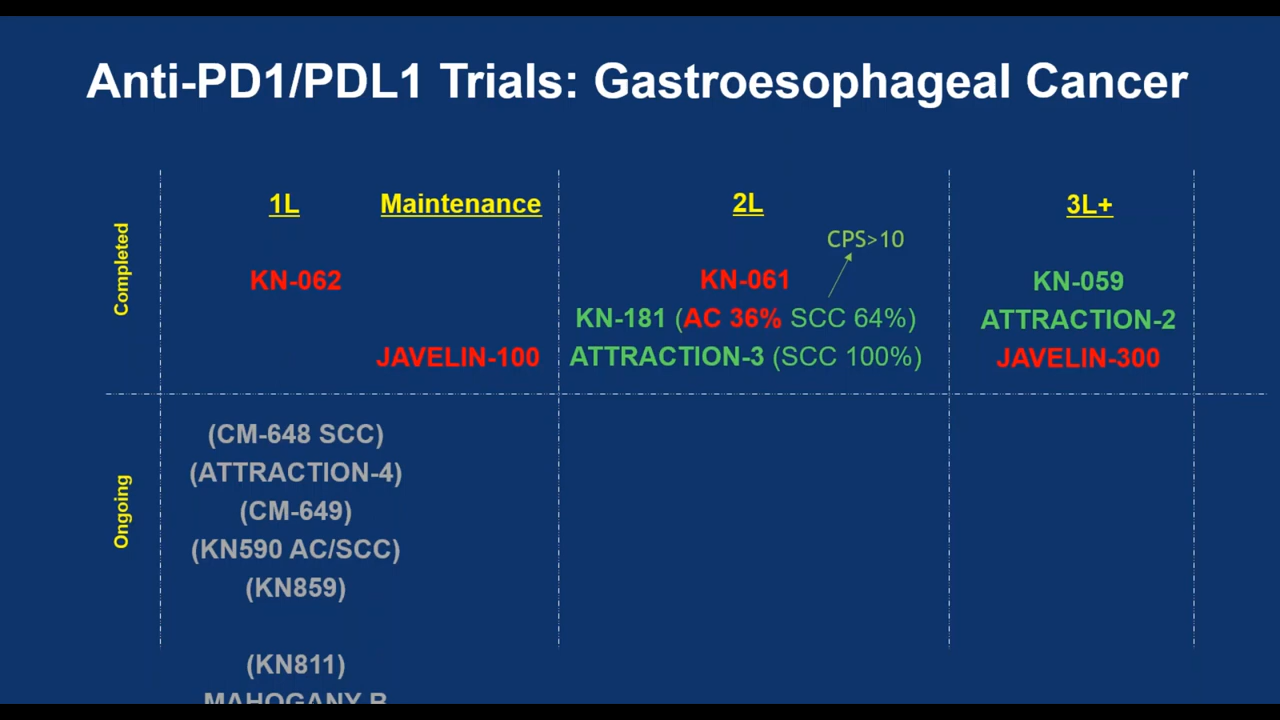 Anti-PD1/PDL1 Trials: Gastroesophageal Cancer
1L
Maintenance
2L
3L+
Completed
CPS>10
KN-062
KN-061
KN-059
KN-181 (AC 36% SCC 64%)
ATTRACTION-2
JAVELIN-100
ATTRACTION-3 (SCC 100%)
JAVELIN-300
Ongoing
(CM-648 SCC)
(ATTRACTION-4)
(CM-649)
(KN590 AC/SCC)
(KN859)
(KN811)
MAHOGANY B